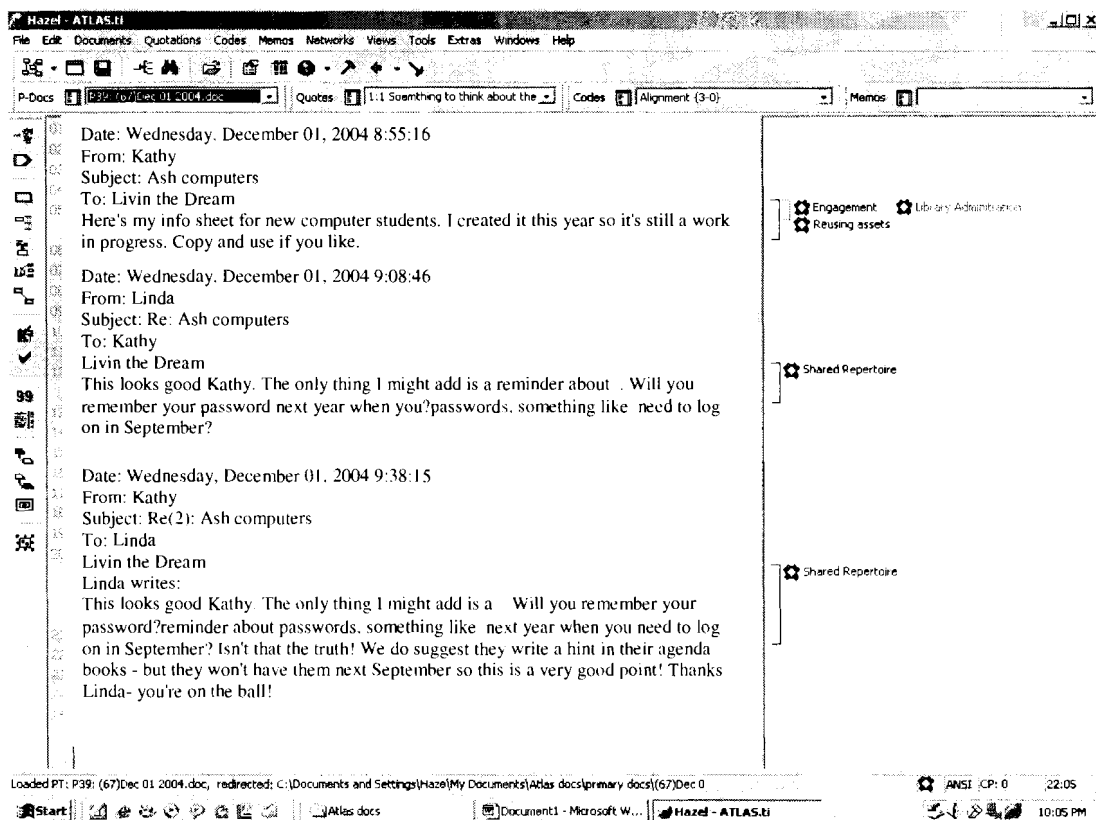 Hazel - ATLAS.ti
File Edit Documents Quotations Codes Memos Networks Views Tools Extras Windows Help
P-Docs P39: (67)Dec 01 2004.doc Quotes 1:1 Soemthing to think about the Codes Alignment {3-0} Memos
Date: Wednesday. December 01, 2004 8:55:16
From: Kathy
Subject: Ash computers
To: Livin the Dream
Here's my info sheet for new computer students. I created it this year so it's still a work
in progress. Copy and use if you like.
Engagement Library Administration
Reusing assets
Date: Wednesday. December 01, 2004 9:08:46
From: Linda
Subject: Re: Ash computers
To: Kathy
Livin the Dream
This looks good Kathy. The only thing I might add is a reminder about . Will you
remember your password next year when you?passwords. something like need to log
on in September?
Shared Repertoire
Date: Wednesday, December 01. 2004 9:38:15
From: Kathy
Subject: Re(2): Ash computers
To: Linda
Livin the Dream
Linda writes:
This looks good Kathy. The only thing I might add is a Will you remember your
password?reminder about passwords. something like next year when you need to log
on in September? Isn't that the truth! We do suggest they write a hint in their agenda
books - but they won't have them next September so this is a very good point! Thanks
Linda- you're on the ball!
Shared Repertoire
Loaded PT: P39: (67)Dec 01 2004.doc, redirected: C:\Documents and Settings\Hazel\My Documents\Atlas docs\primary docs\(67)Dec 0 ANSI CP: 0 22:05
Start Atlas docs Document1 - Microsoft W... Hazel - ATLAS.ti 10:05 PM